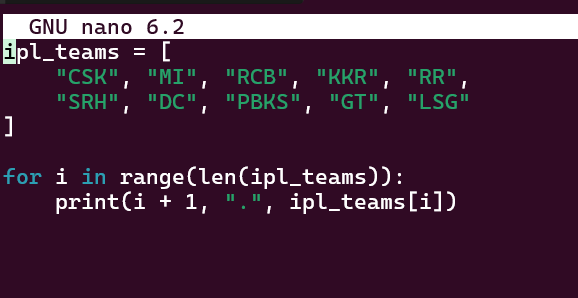 GNU nano 6.2
ipl_teams = [
    "CSK", "MI", "RCB", "KKR", "RR",
    "SRH", "DC", "PBKS", "GT", "LSG"
]
for i in range(len(ipl_teams)):
    print(i + 1, ".", ipl_teams[i])